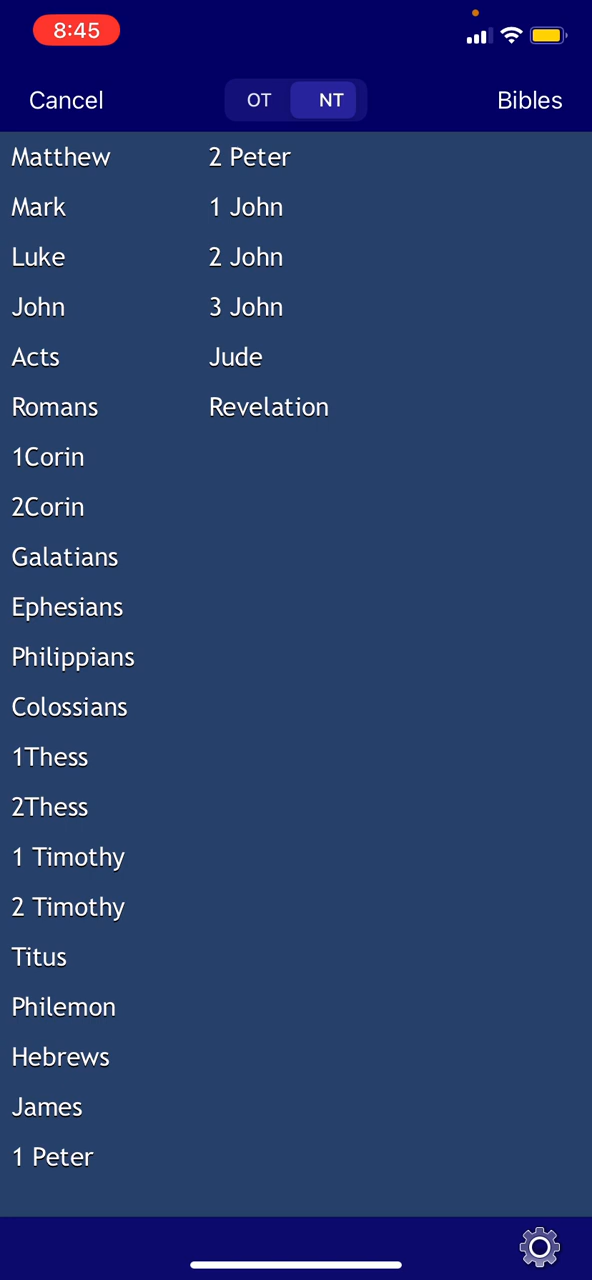 8:45
Cancel OT NT Bibles
Matthew
Mark
Luke
John
Acts
Romans
1Corin
2Corin
Galatians
Ephesians
Philippians
Colossians
1Thess
2Thess
1 Timothy
2 Timothy
Titus
Philemon
Hebrews
James
1 Peter
2 Peter
1 John
2 John
3 John
Jude
Revelation